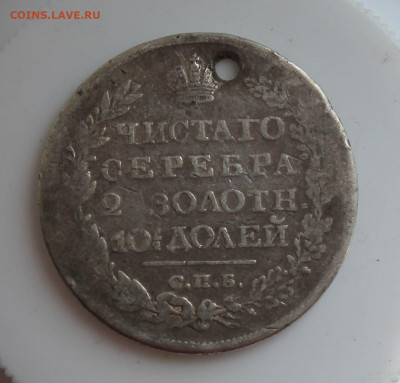 COINS.LAVE.RU
ЧИСТАГО
СЕРЕБРА
2 ЗОЛОТН.
10½ ДОЛЕЙ
С.П.Б.